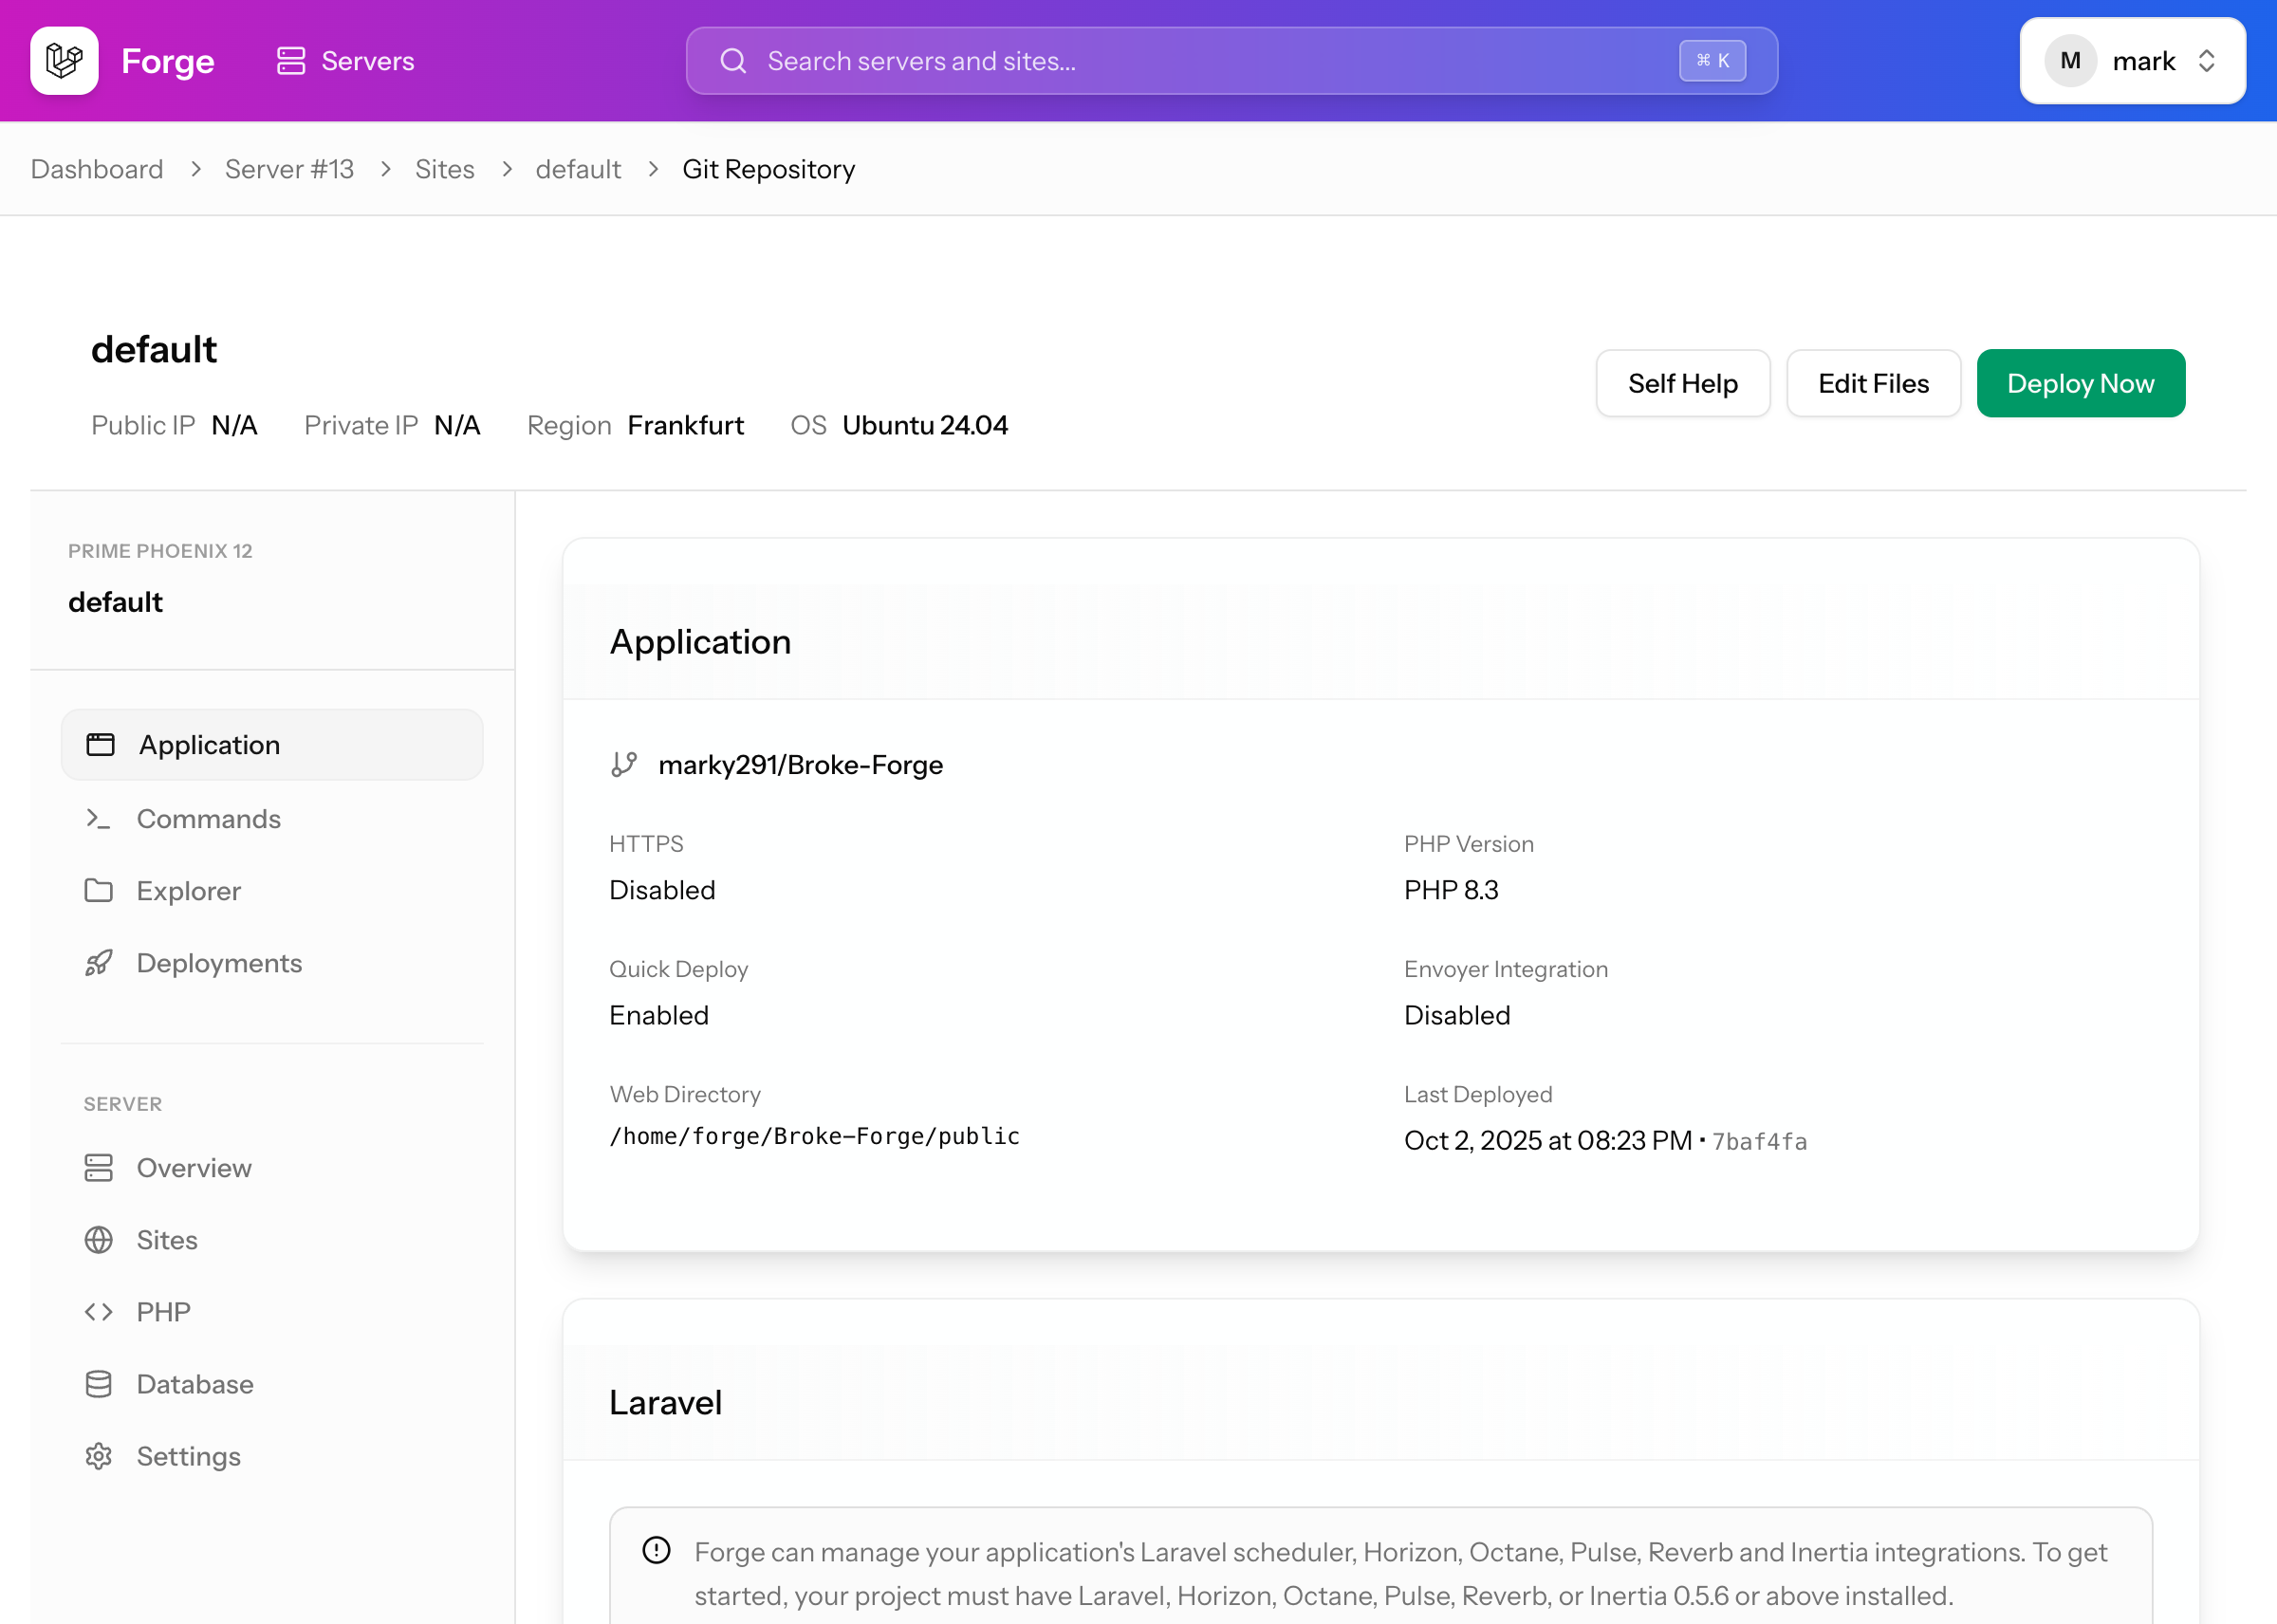 Forge
Servers
Search servers and sites...
⌘ K
M
mark
Dashboard > Server #13 > Sites > default > Git Repository
default
Public IP N/A Private IP N/A Region Frankfurt OS Ubuntu 24.04
Self Help
Edit Files
Deploy Now
PRIME PHOENIX 12
default
Application
Commands
Explorer
Deployments
SERVER
Overview
Sites
PHP
Database
Settings
Application
marky291/Broke-Forge
HTTPS
Disabled
PHP Version
PHP 8.3
Quick Deploy
Enabled
Envoyer Integration
Disabled
Web Directory
/home/forge/Broke-Forge/public
Last Deployed
Oct 2, 2025 at 08:23 PM • 7baf4fa
Laravel
Forge can manage your application's Laravel scheduler, Horizon, Octane, Pulse, Reverb and Inertia integrations. To get
started, your project must have Laravel, Horizon, Octane, Pulse, Reverb, or Inertia 0.5.6 or above installed.